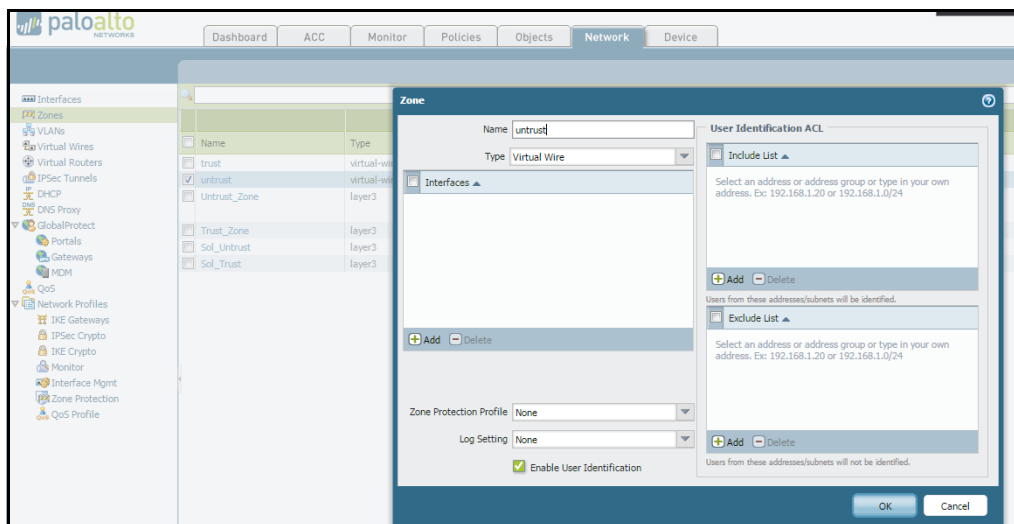 paloalto
NETWORKS
Dashboard ACC Monitor Policies Objects Network Device
Interfaces
Zones
VLANs
Virtual Wires
Virtual Routers
IPSec Tunnels
DHCP
DNS Proxy
GlobalProtect
Portals
Gateways
MDM
QoS
Network Profiles
IKE Gateways
IPSec Crypto
IKE Crypto
Monitor
Interface Mgmt
Zone Protection
QoS Profile
Name Type
trust virtual-wi
untrust virtual-wi
Untrust_Zone layer3
Trust_Zone layer3
Sol_Untrust layer3
Sol_Trust layer3
Zone
Name untrust
Type Virtual Wire
Interfaces
Add Delete
Zone Protection Profile None
Log Setting None
Enable User Identification
User Identification ACL
Include List
Select an address or address group or type in your own
address. Ex: 192.168.1.20 or 192.168.1.0/24
Add Delete
Users from these addresses/subnets will be identified.
Exclude List
Select an address or address group or type in your own
address. Ex: 192.168.1.20 or 192.168.1.0/24
Add Delete
Users from these addresses/subnets will not be identified.
OK Cancel